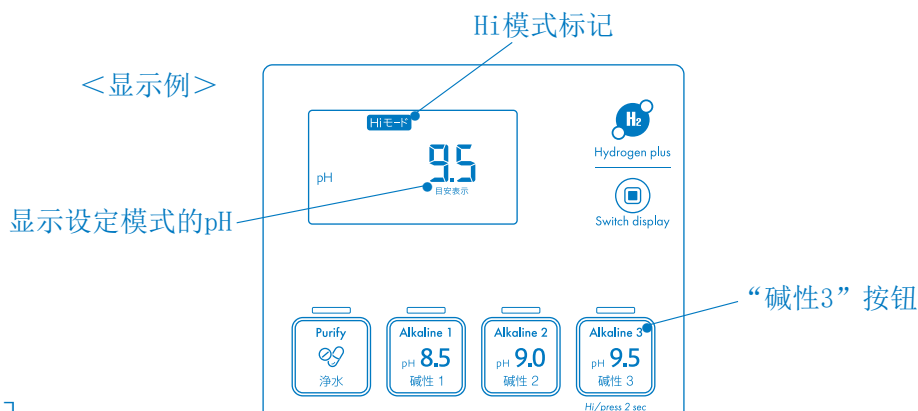 Hi模式标记
＜显示例＞
Hiモード
H2
9.5
pH
目安表示
Hydrogen plus
显示设定模式的pH
Switch display
“碱性3”按钮
Purify
净水
Alkaline 1
pH 8.5
碱性 1
Alkaline 2
pH 9.0
碱性 2
Alkaline 3
pH 9.5
碱性 3
Hi/press 2 sec